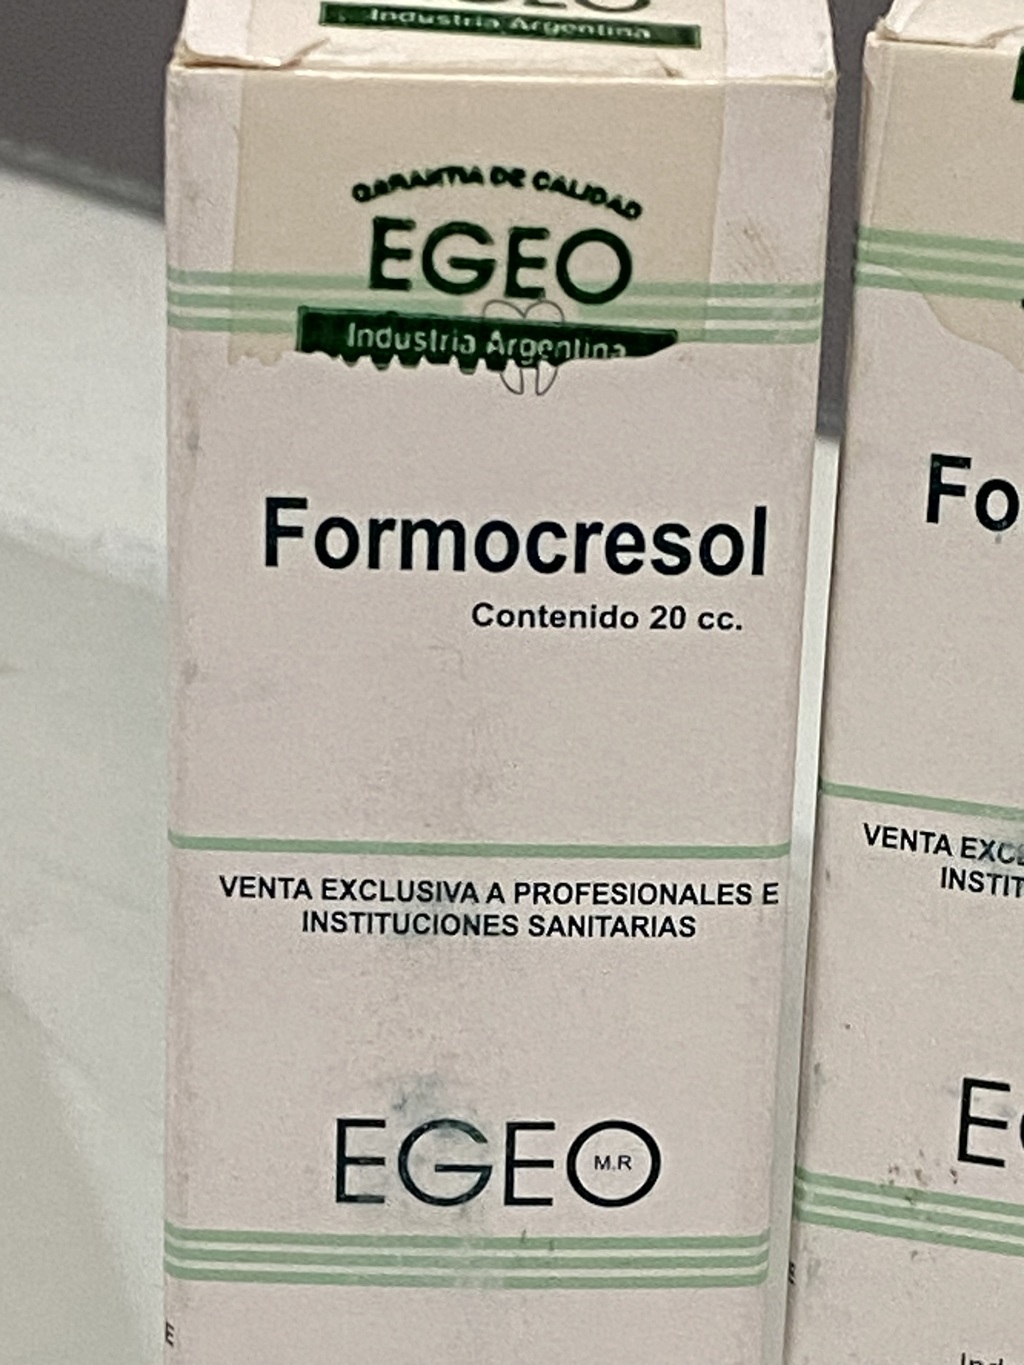 Industria Argentina
GARANTIA DE CALIDAD
EGEO
Industria Argentina
Formocresol
Contenido 20 cc.
VENTA EXCLUSIVA A PROFESIONALES E
INSTITUCIONES SANITARIAS
EGEO
M.R
Fo
VENTA EXCL
INSTIT
E